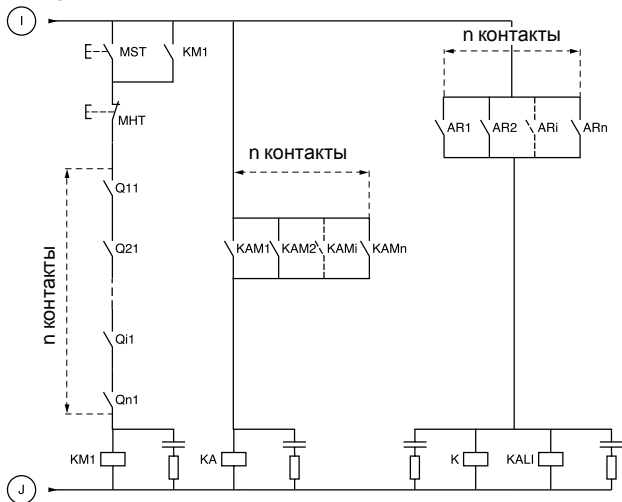 I
MST
KM1
n контакты
MHT
AR1
AR2
ARi
ARn
n контакты
Q11
n контакты
Q21
KAM1
KAM2
KAMi
KAMn
Qi1
Qn1
KM1
KA
K
KALI
J